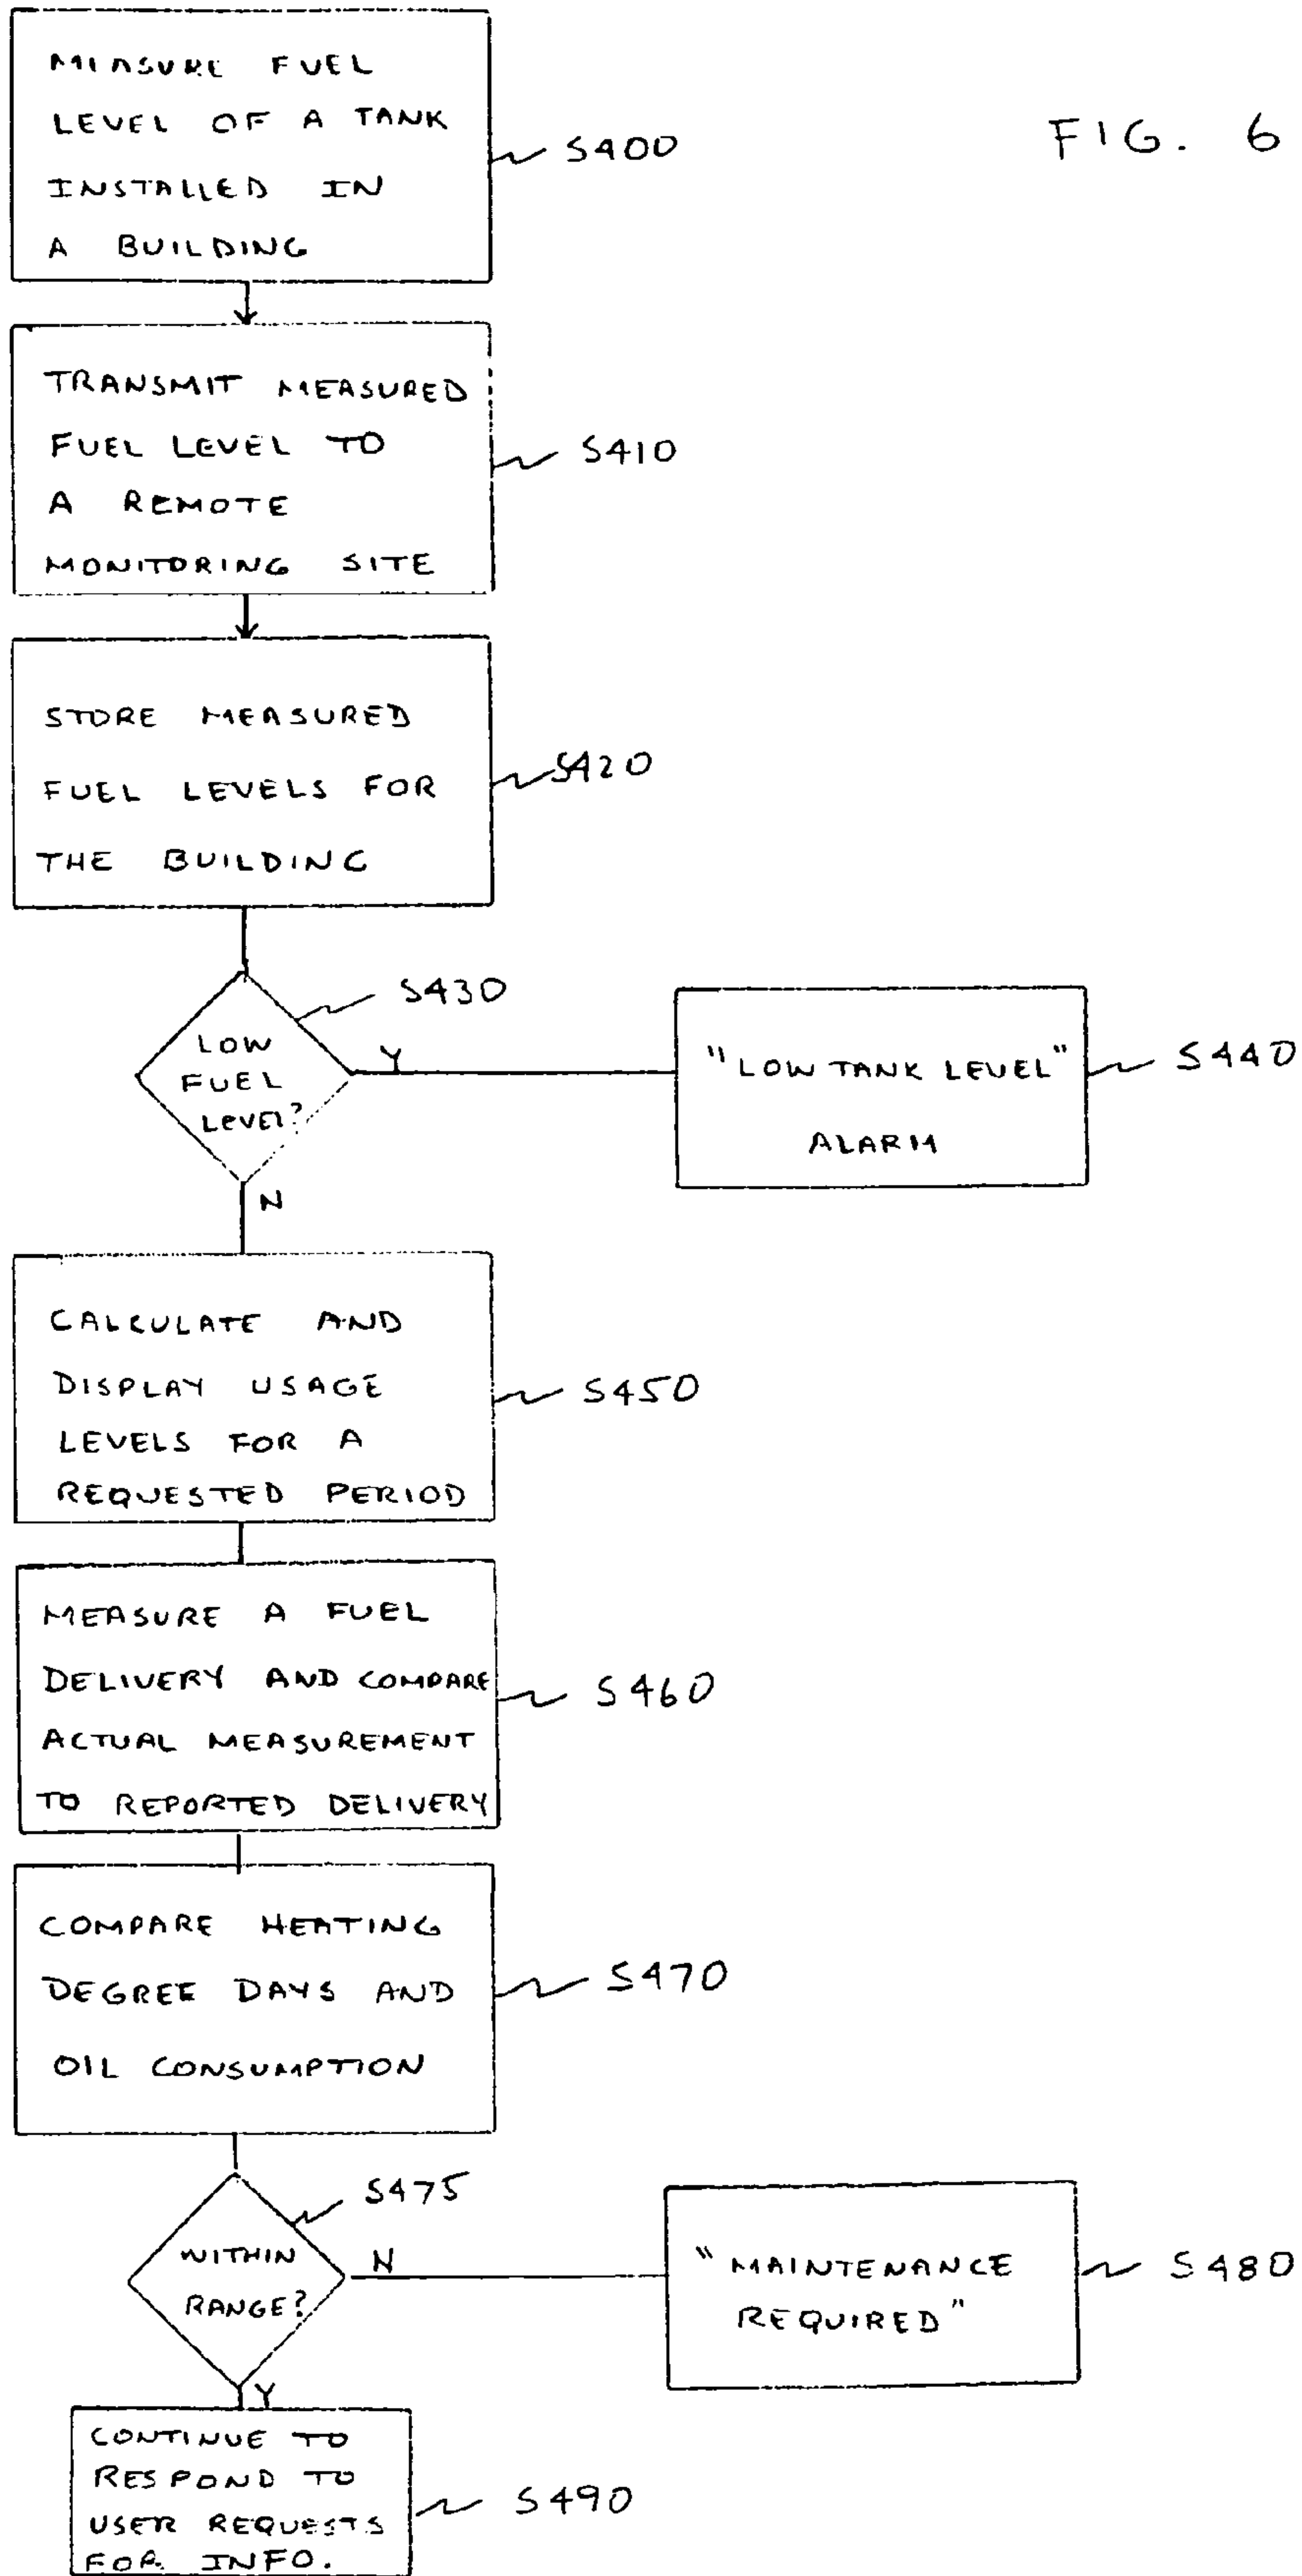 FIG. 6
MEASURE FUEL
LEVEL OF A TANK
INSTALLED IN
A BUILDING
S400
TRANSMIT MEASURED
FUEL LEVEL TO
A REMOTE
MONITORING SITE
S410
STORE MEASURED
FUEL LEVELS FOR
THE BUILDING
S420
S430
LOW
FUEL
LEVEL?
Y
N
"LOW TANK LEVEL"
ALARM
S440
CALCULATE AND
DISPLAY USAGE
LEVELS FOR A
REQUESTED PERIOD
S450
MEASURE A FUEL
DELIVERY AND COMPARE
ACTUAL MEASUREMENT
TO REPORTED DELIVERY
S460
COMPARE HEATING
DEGREE DAYS AND
OIL CONSUMPTION
S470
S475
WITHIN
RANGE?
N
Y
"MAINTENANCE
REQUIRED"
S480
CONTINUE TO
RESPOND TO
USER REQUESTS
FOR INFO.
S490